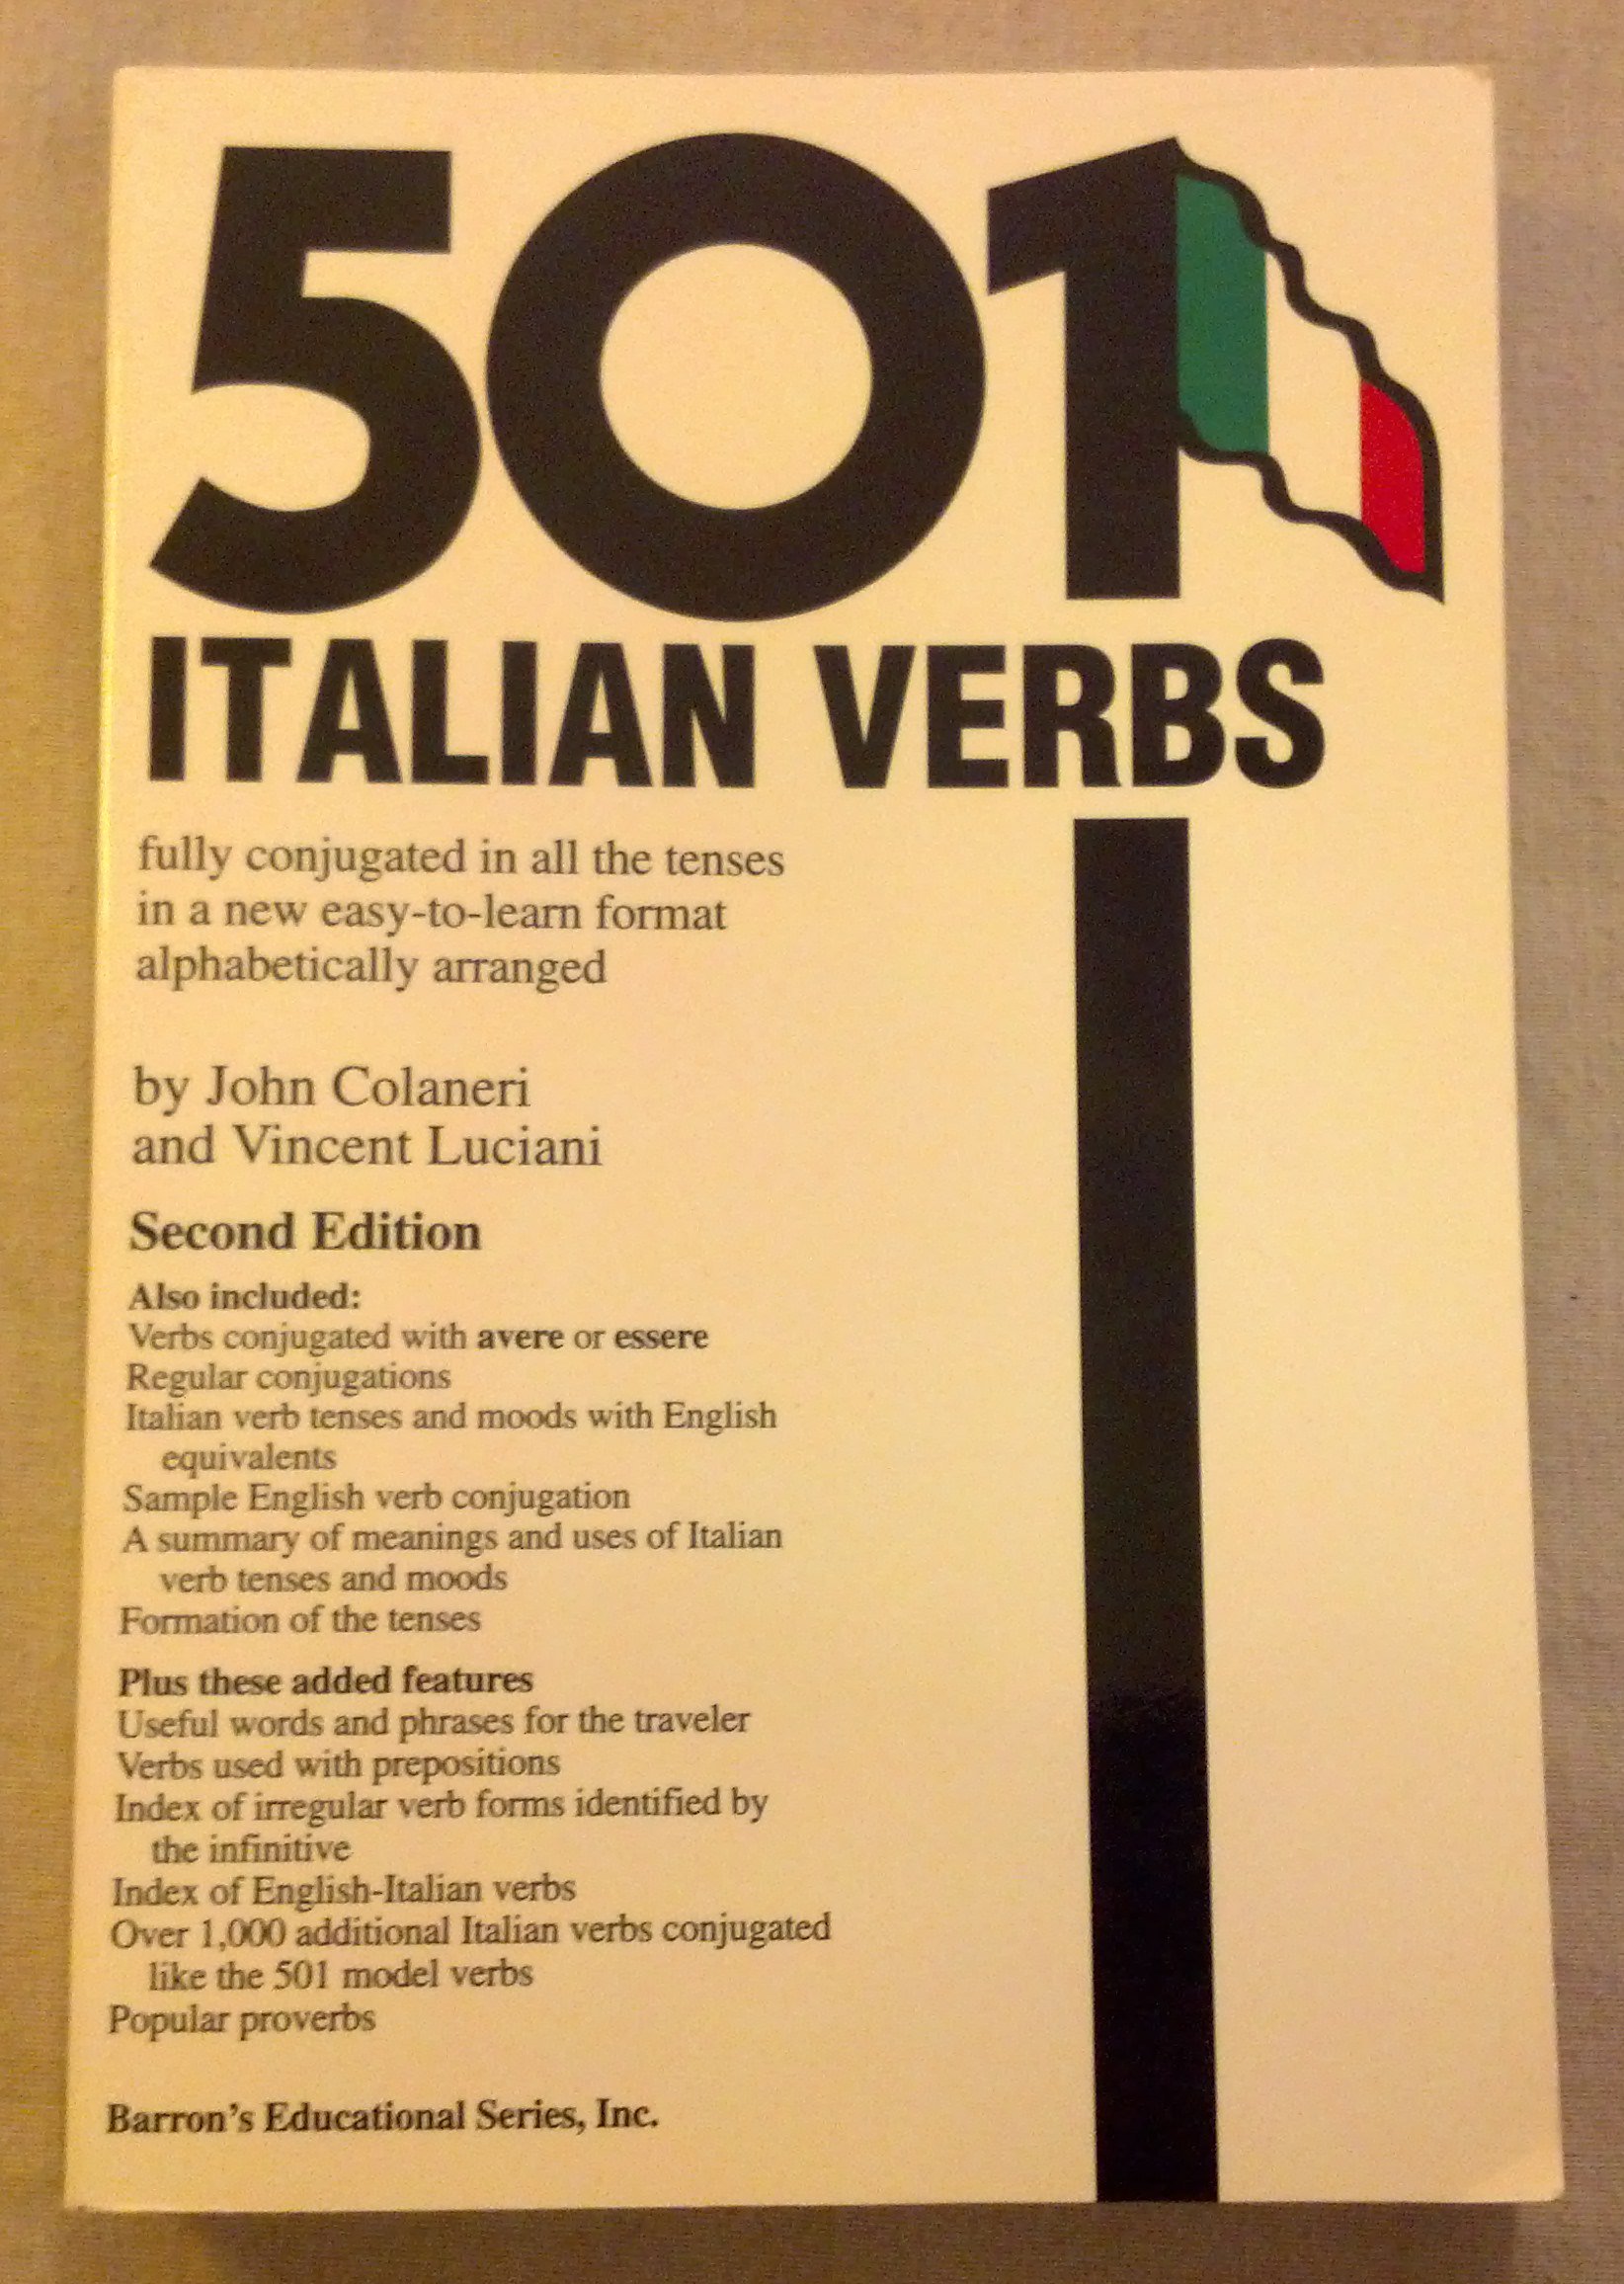 501
ITALIAN VERBS
fully conjugated in all the tenses
in a new easy-to-learn format
alphabetically arranged
by John Colaneri
and Vincent Luciani
Second Edition
Also included:
Verbs conjugated with avere or essere
Regular conjugations
Italian verb tenses and moods with English
equivalents
Sample English verb conjugation
A summary of meanings and uses of Italian
verb tenses and moods
Formation of the tenses
Plus these added features
Useful words and phrases for the traveler
Verbs used with prepositions
Index of irregular verb forms identified by
the infinitive
Index of English-Italian verbs
Over 1,000 additional Italian verbs conjugated
like the 501 model verbs
Popular proverbs
Barron's Educational Series, Inc.